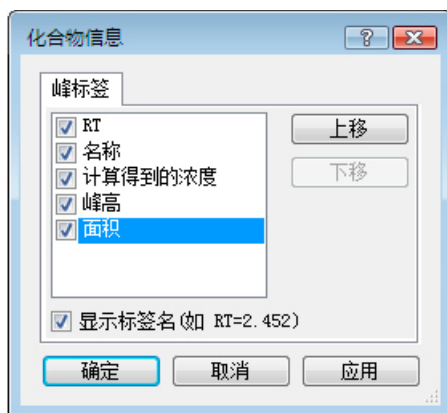 化合物信息
峰标签
RT
名称
计算得到的浓度
峰高
面积
上移
下移
显示标签名(如 RT=2.452)
确定
取消
应用